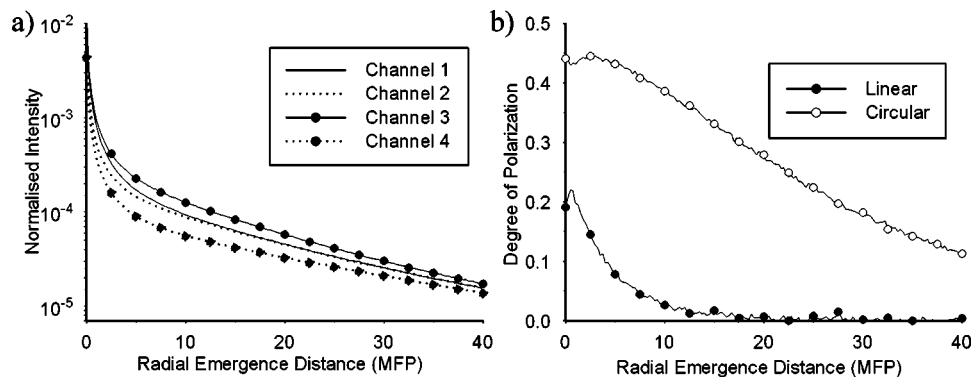 a)
10-2
10-3
10-4
10-5
Normalised Intensity
Channel 1
Channel 2
Channel 3
Channel 4
0 10 20 30 40
Radial Emergence Distance (MFP)
b)
0.5
0.4
0.3
0.2
0.1
0.0
Degree of Polarization
Linear
Circular
0 10 20 30 40
Radial Emergence Distance (MFP)